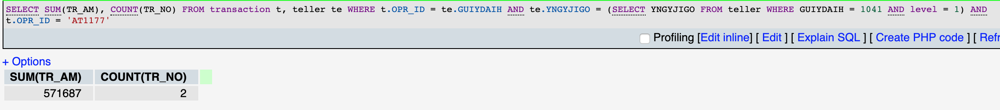 SELECT SUM(TR_AM), COUNT(TR_NO) FROM transaction t, teller te WHERE t.OPR_ID = te.GUIYDAIH AND te.YNGYJIGO = (SELECT YNGYJIGO FROM teller WHERE GUIYDAIH = 1041 AND level = 1) AND
t.OPR_ID = 'AT1177'
Profiling [Edit inline] [ Edit ] [ Explain SQL ] [ Create PHP code ] [ Refr
+ Options
SUM(TR_AM) COUNT(TR_NO)
571687 2